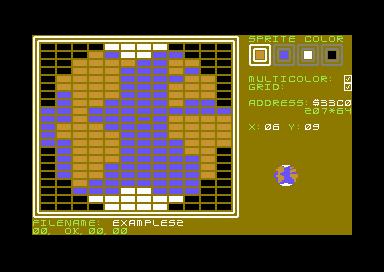 SPRITE COLOR
MULTICOLOR:
GRID:
ADDRESS: $33C0
207*64
X: 06 Y: 09
FILENAME: EXAMPLES2
00, OK, 00, 00